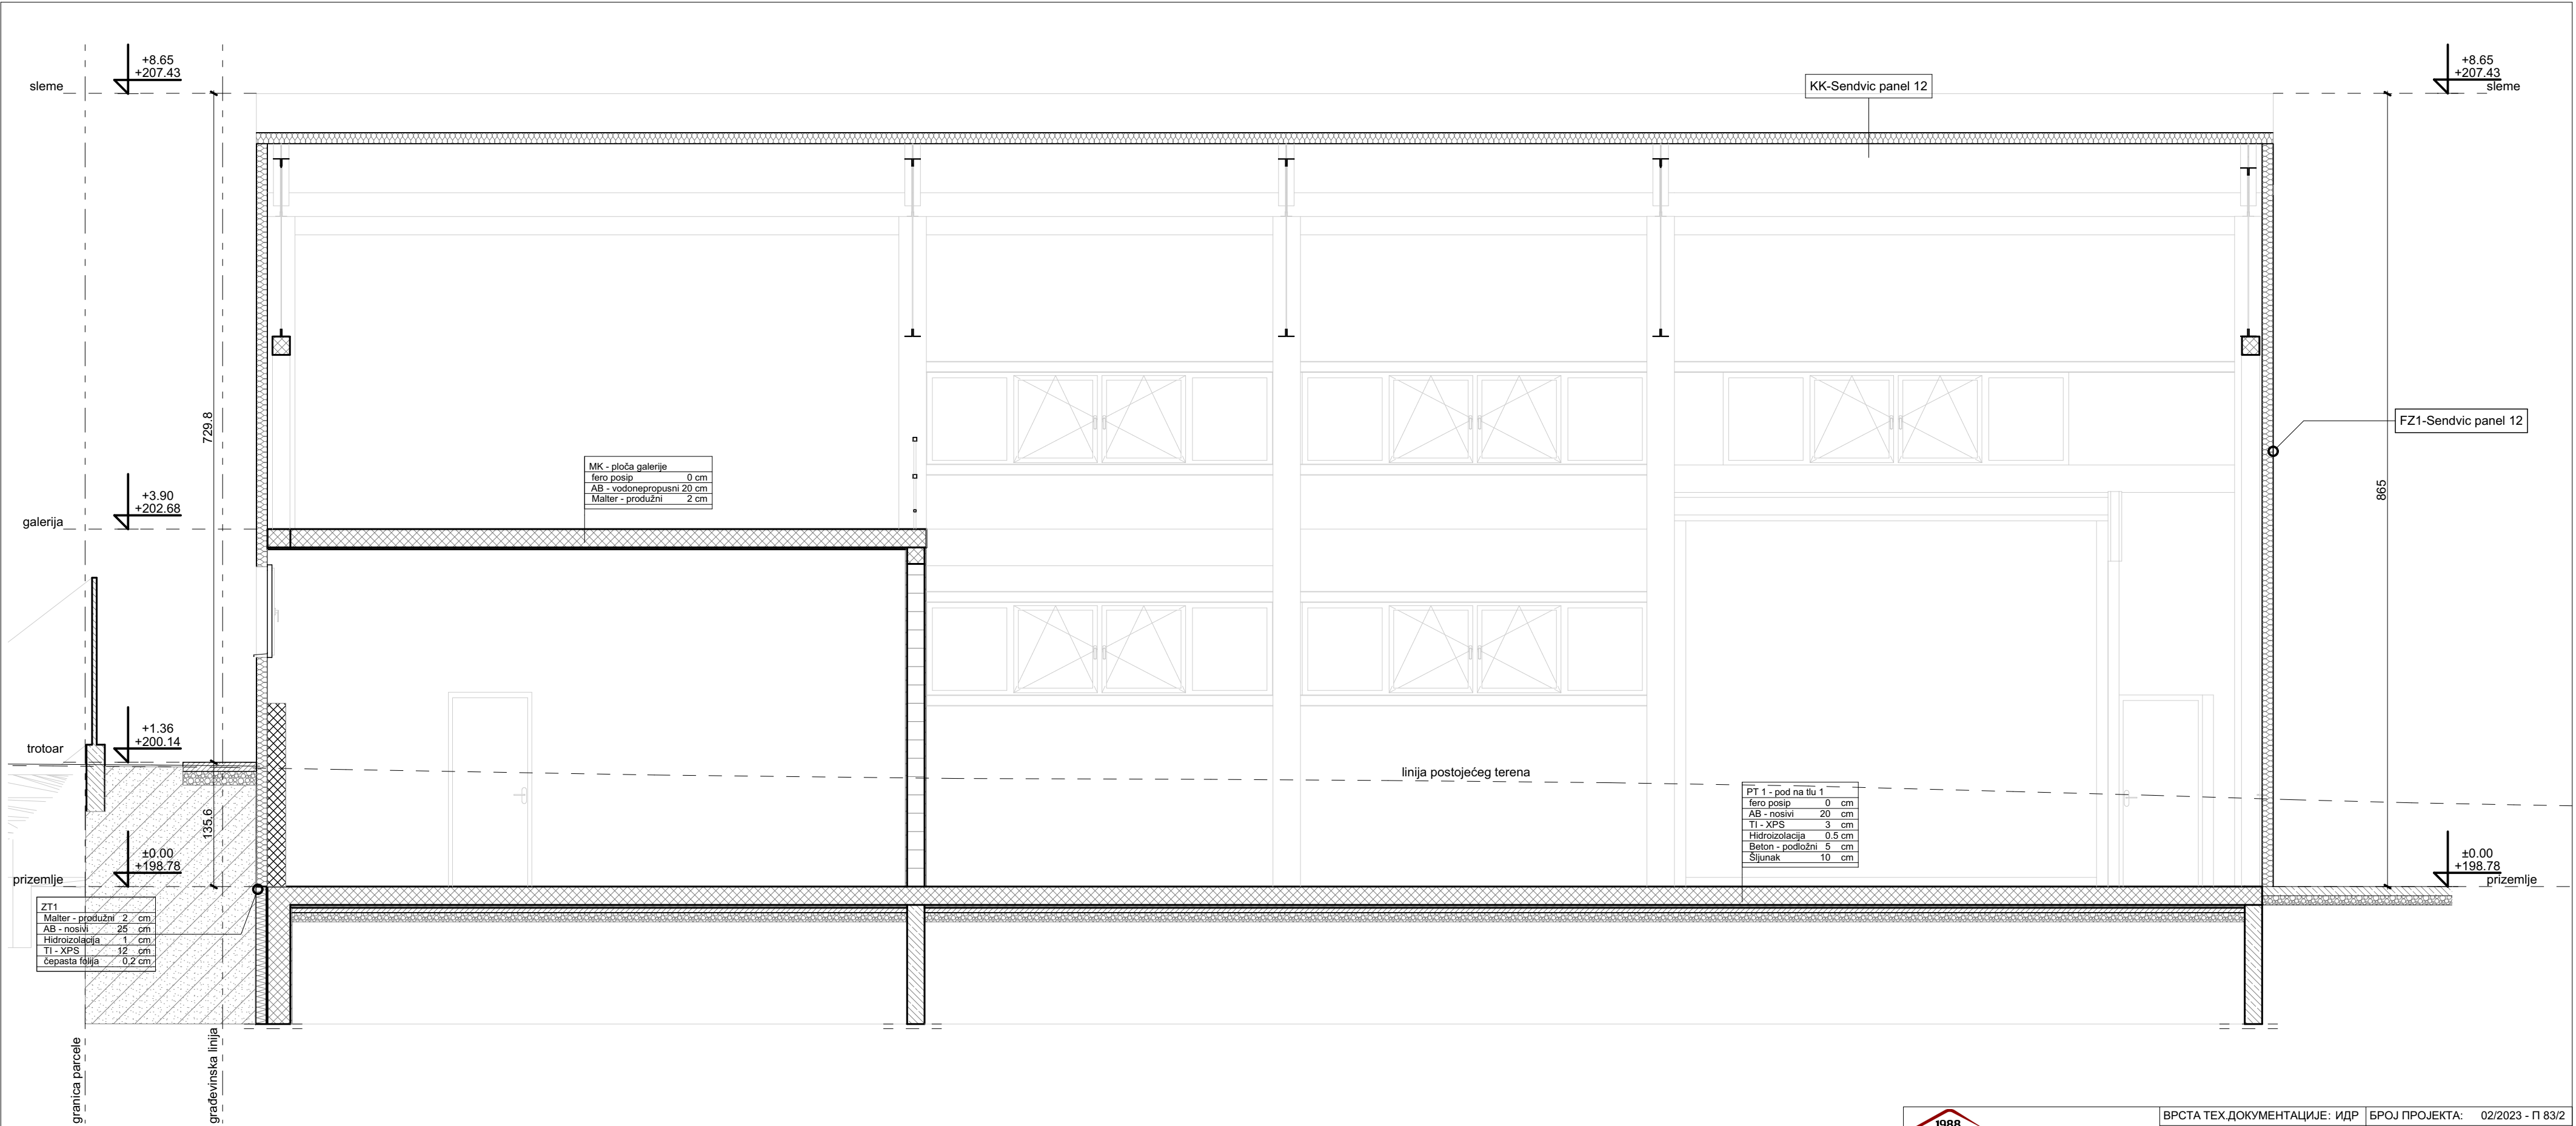 +8.65
+207.43
sleme
KK-Sendvic panel 12
+8.65
+207.43
sleme
729.8
FZ1-Sendvic panel 12
865
MK - ploča galerije
fero posip 0 cm
AB - vodonepropusni 20 cm
Malter - produžni 2 cm
+3.90
+202.68
galerija
+1.36
+200.14
trotoar
linija postojećeg terena
135.6
PT 1 - pod na tlu 1
fero posip 0 cm
AB - nosivi 20 cm
TI - XPS 3 cm
Hidroizolacija 0.5 cm
Beton - podložni 5 cm
Šljunak 10 cm
±0.00
+198.78
prizemlje
±0.00
+198.78
prizemlje
ZT1
Malter - produžni 2 cm
AB - nosivi 25 cm
Hidroizolacija 1 cm
TI - XPS 12 cm
čepasta folija 0,2 cm
granica parcele
građevinska linija
1988
ВРСТА ТЕХ.ДОКУМЕНТАЦИЈЕ: ИДР
БРОЈ ПРОЈЕКТА: 02/2023 - П 83/2